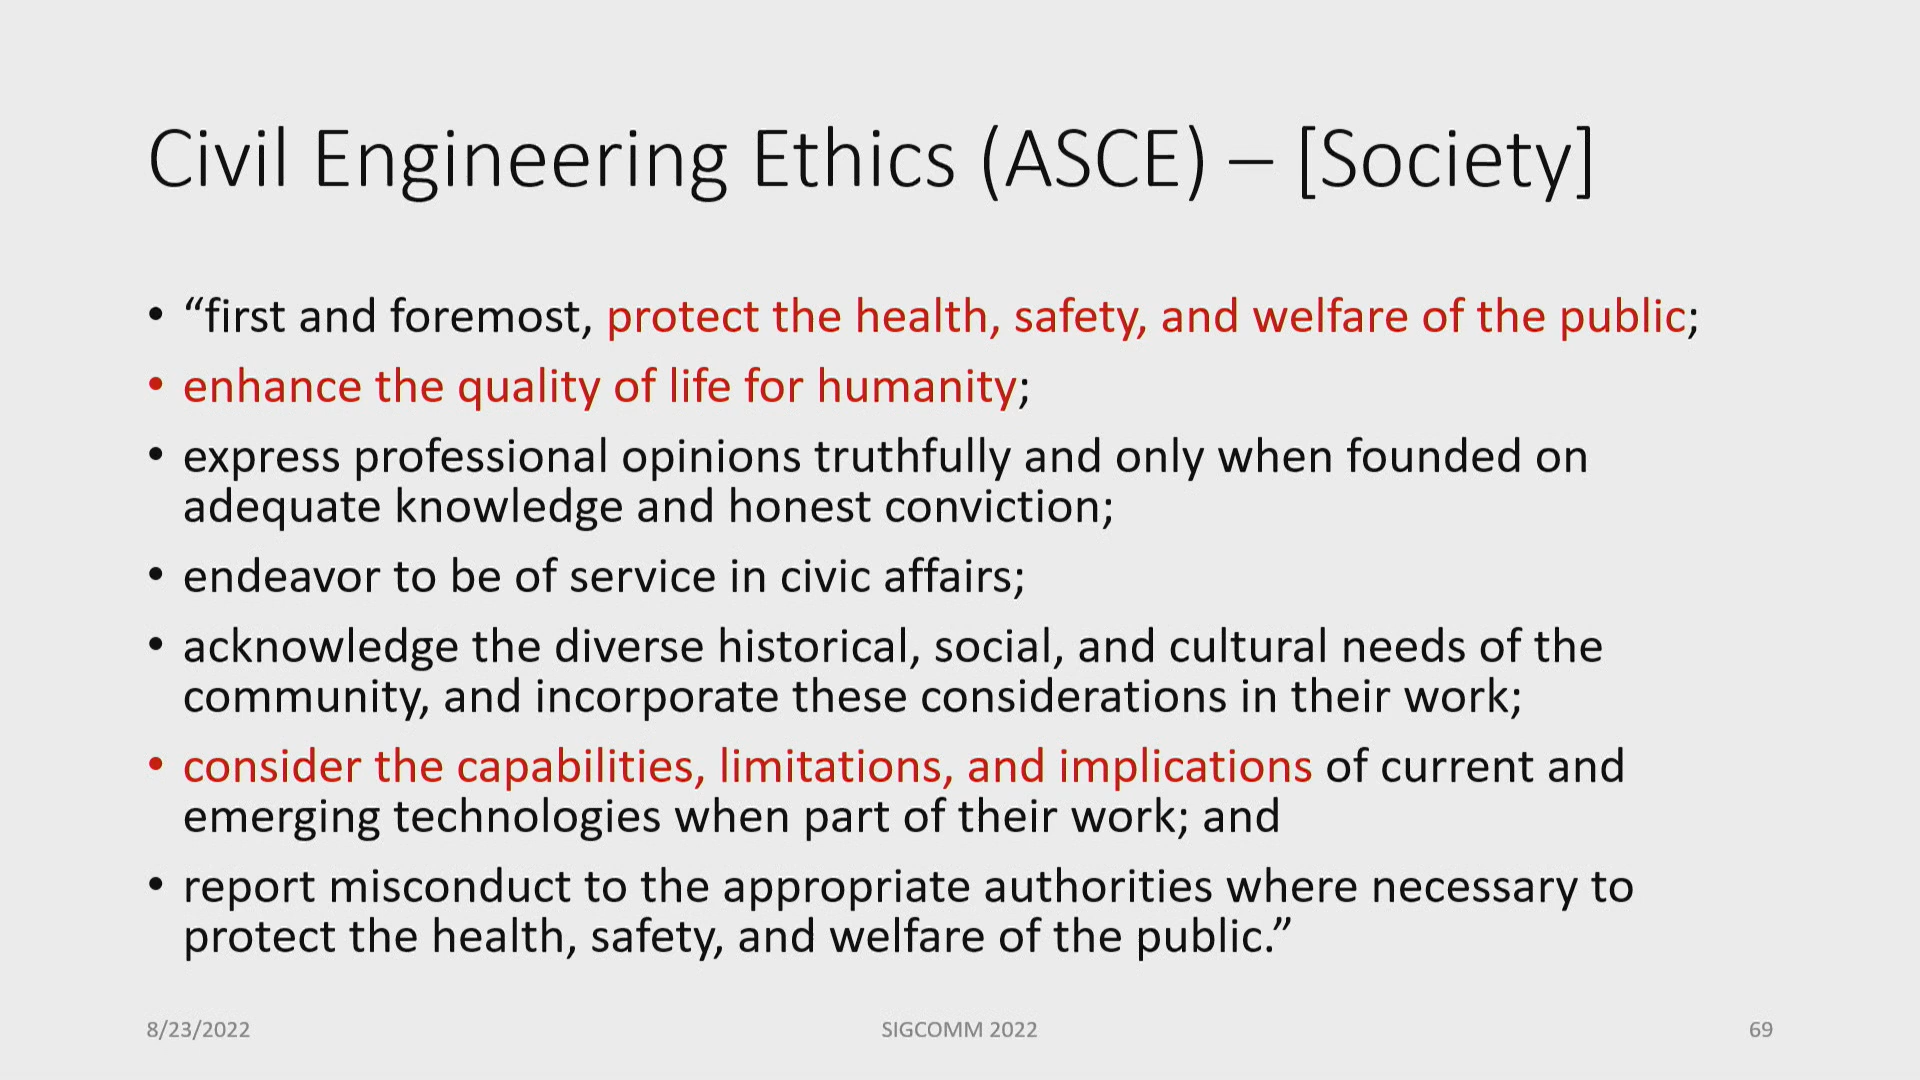 Civil Engineering Ethics (ASCE) – [Society]
• “first and foremost, protect the health, safety, and welfare of the public;
• enhance the quality of life for humanity;
• express professional opinions truthfully and only when founded on
adequate knowledge and honest conviction;
• endeavor to be of service in civic affairs;
• acknowledge the diverse historical, social, and cultural needs of the
community, and incorporate these considerations in their work;
• consider the capabilities, limitations, and implications of current and
emerging technologies when part of their work; and
• report misconduct to the appropriate authorities where necessary to
protect the health, safety, and welfare of the public.”
8/23/2022 SIGCOMM 2022 69